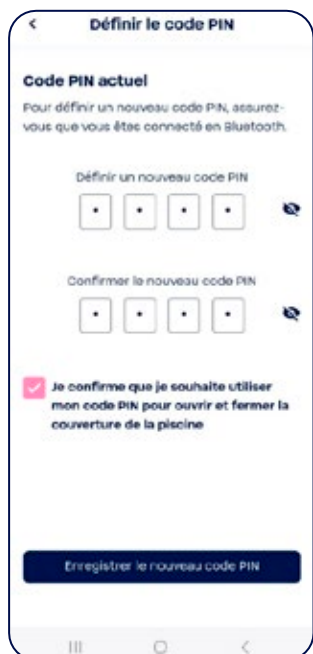 Définir le code PIN
Code PIN actuel
Pour définir un nouveau code PIN, assurez-
vous que vous êtes connecté en Bluetooth.
Définir un nouveau code PIN
Confirmer le nouveau code PIN
Je confirme que je souhaite utiliser
mon code PIN pour ouvrir et fermer la
couverture de la piscine
Enregistrer le nouveau code PIN